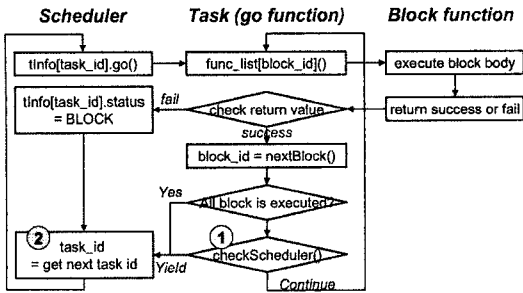 Scheduler
Task (go function)
Block function
tInfo[task_id].go()
func_list[block_id]()
execute block body
tInfo[task_id].status
= BLOCK
fail
check return value
return success or fail
success
block_id = nextBlock()
Yes
All block is executed?
2
task_id
= get next task id
1
checkScheduler()
Yield
Continue